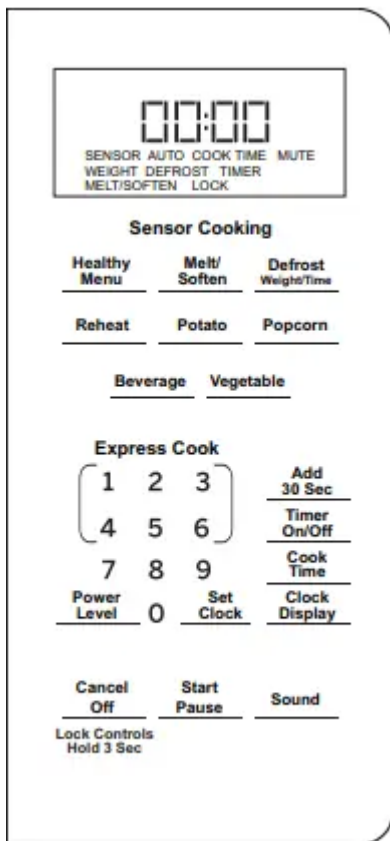 00:00
SENSOR AUTO COOK TIME MUTE
WEIGHT DEFROST TIMER
MELT/SOFTEN LOCK
Sensor Cooking
Healthy
Menu
Melt/
Soften
Defrost
Weight/Time
Reheat Potato Popcorn
Beverage Vegetable
Express Cook
1 2 3
Add
30 Sec
4 5 6
Timer
On/Off
7 8 9
Cook
Time
Power
Level
0
Set
Clock
Clock
Display
Cancel
Off
Start
Pause
Sound
Lock Controls
Hold 3 Sec